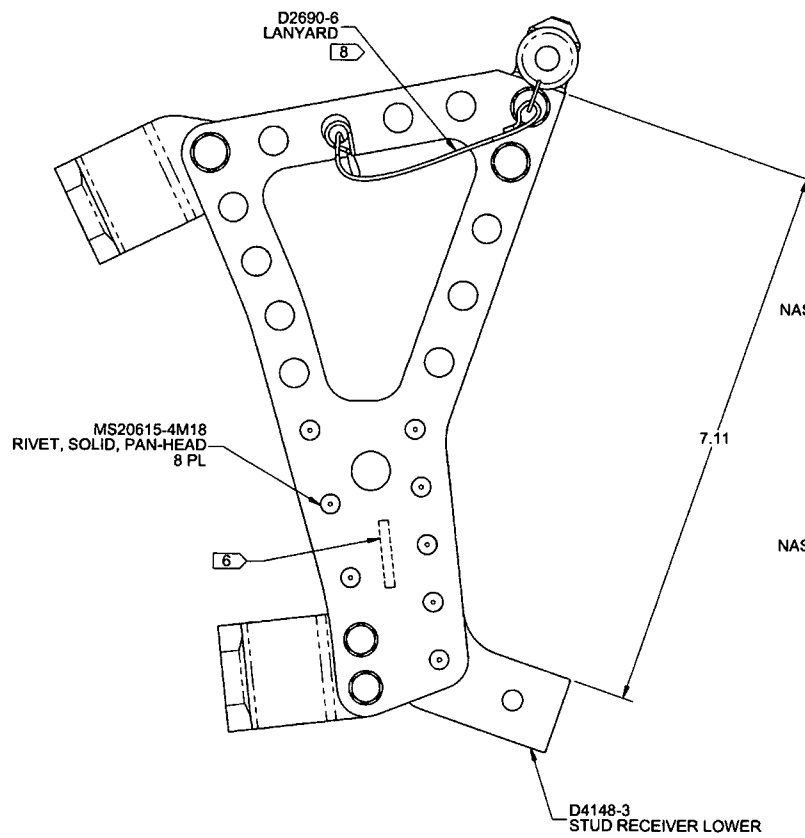 D2690-6
LANYARD
8
NAS
7.11
MS20615-4M18
RIVET, SOLID, PAN-HEAD
8 PL
NAS
6
D4148-3
STUD RECEIVER LOWER